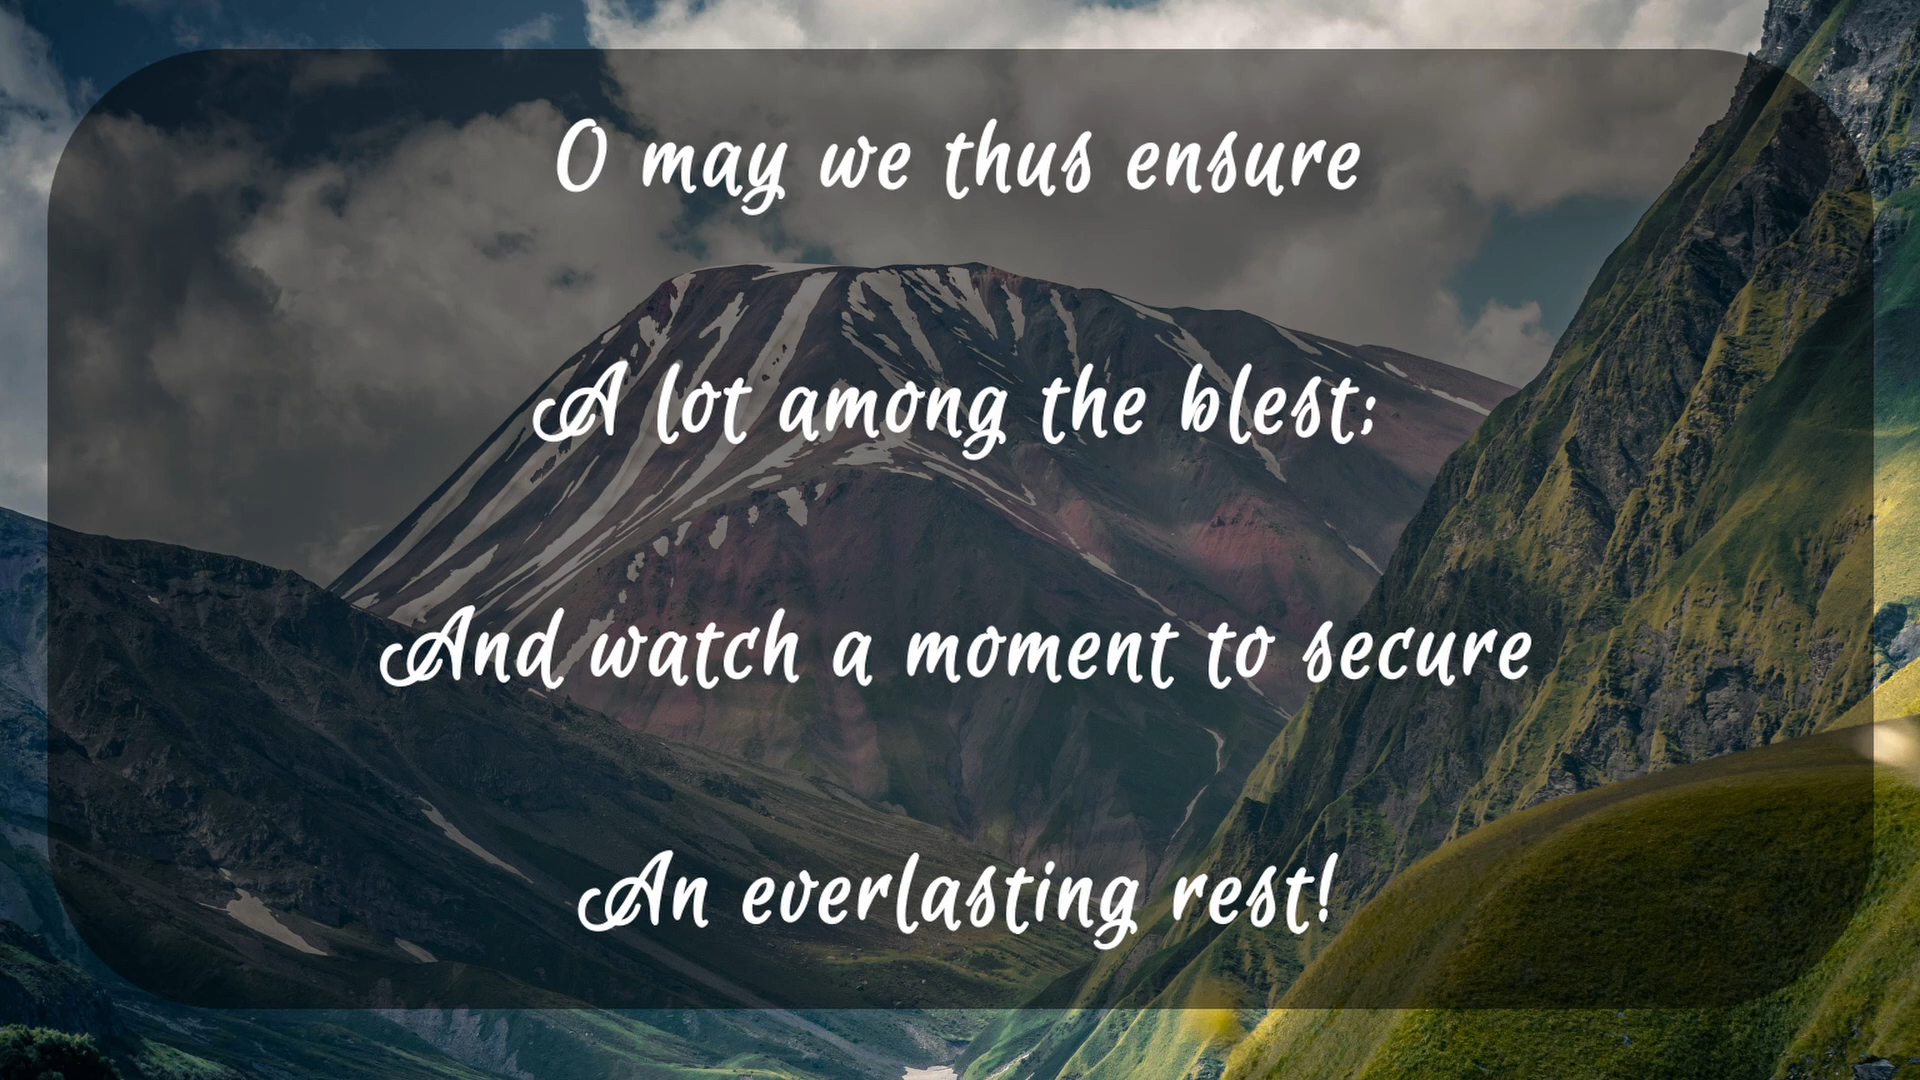 O may we thus ensure
A lot among the blest;
And watch a moment to secure
An everlasting rest!